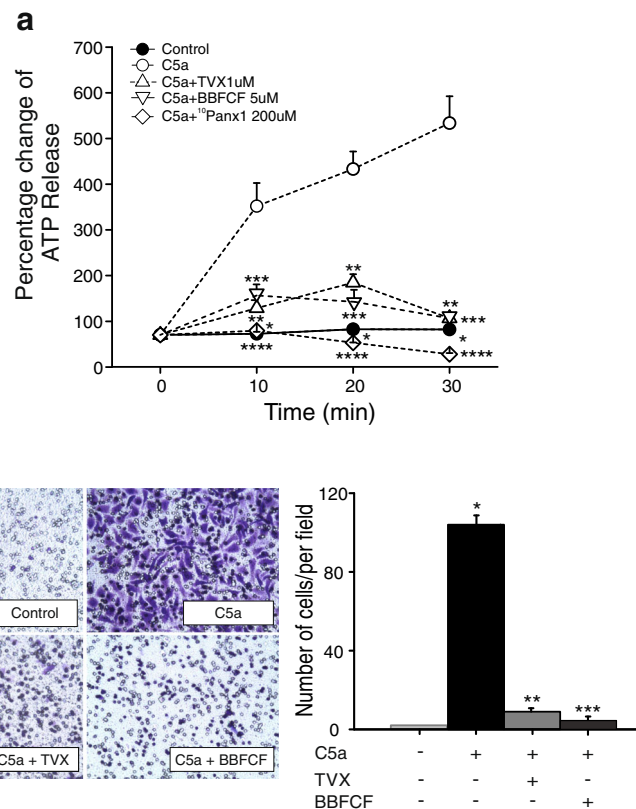 a
Control
C5a
C5a+TVX1uM
C5a+BBFCF 5uM
C5a+¹⁰Panx1 200uM
Percentage change of
ATP Release
700
600
500
400
300
200
100
0
***
**
**
**
*
***
*
***
*
****
****
****
0 10 20 30
Time (min)
Control
C5a
C5a + TVX
C5a + BBFCF
Number of cells/per field
120
80
40
0
*
**
***
C5a - + + +
TVX - - + -
BBFCF - - - +